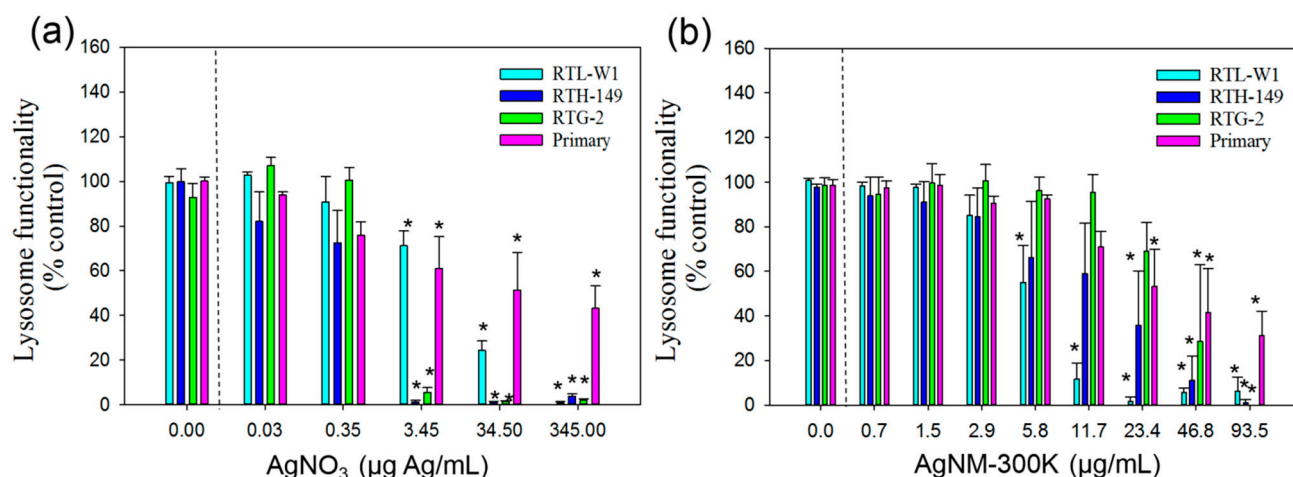 (a)
160
140
120
100
80
60
40
20
0
Lysosome functionality
(% control)
RTL-W1
RTH-149
RTG-2
Primary
* * * * * * * * * * * *
0.00 0.03 0.35 3.45 34.50 345.00
AgNO₃ (µg Ag/mL)
(b)
160
140
120
100
80
60
40
20
0
Lysosome functionality
(% control)
RTL-W1
RTH-149
RTG-2
Primary
* * * * * * * * * * * * *
0.0 0.7 1.5 2.9 5.8 11.7 23.4 46.8 93.5
AgNM-300K (µg/mL)